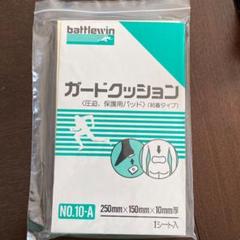 battlewin
ガードクッション
〈圧迫、保護用パッド〉(粘着タイプ)
NO.10-A
250mm×150mm×10mm厚
1シート入